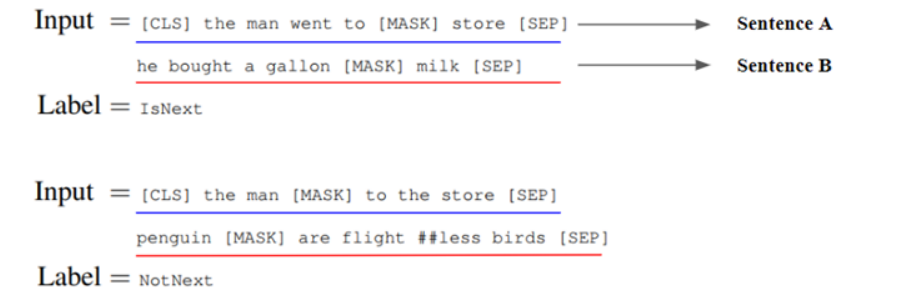 Input = [CLS] the man went to [MASK] store [SEP] Sentence A
he bought a gallon [MASK] milk [SEP] Sentence B
Label = IsNext
Input = [CLS] the man [MASK] to the store [SEP]
penguin [MASK] are flight ##less birds [SEP]
Label = NotNext